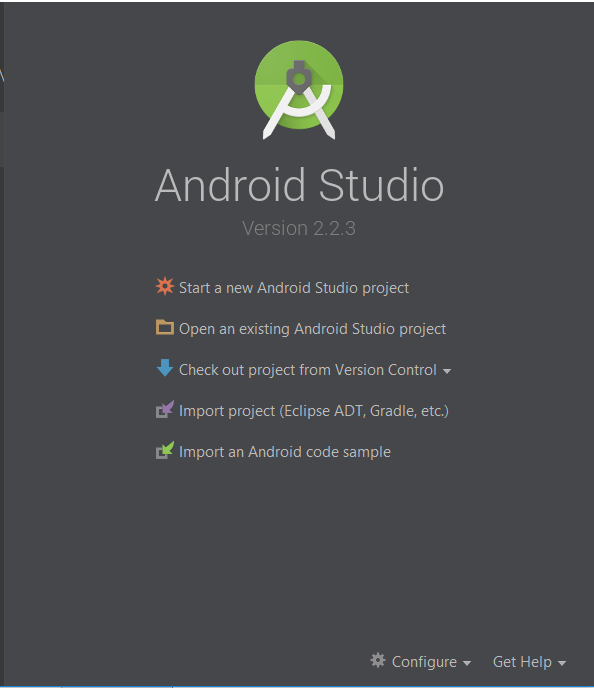 Android Studio
Version 2.2.3
Start a new Android Studio project
Open an existing Android Studio project
Check out project from Version Control
Import project (Eclipse ADT, Gradle, etc.)
Import an Android code sample
Configure Get Help